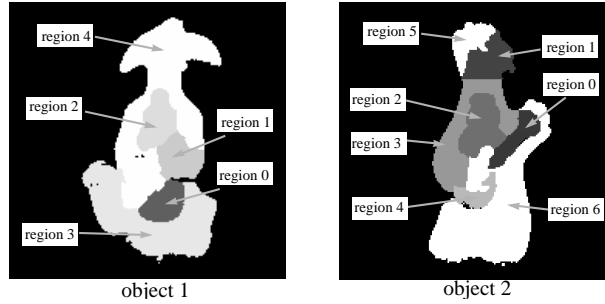 region 4
region 2
region 1
region 0
region 3
object 1
region 5
region 1
region 0
region 2
region 3
region 4
region 6
object 2